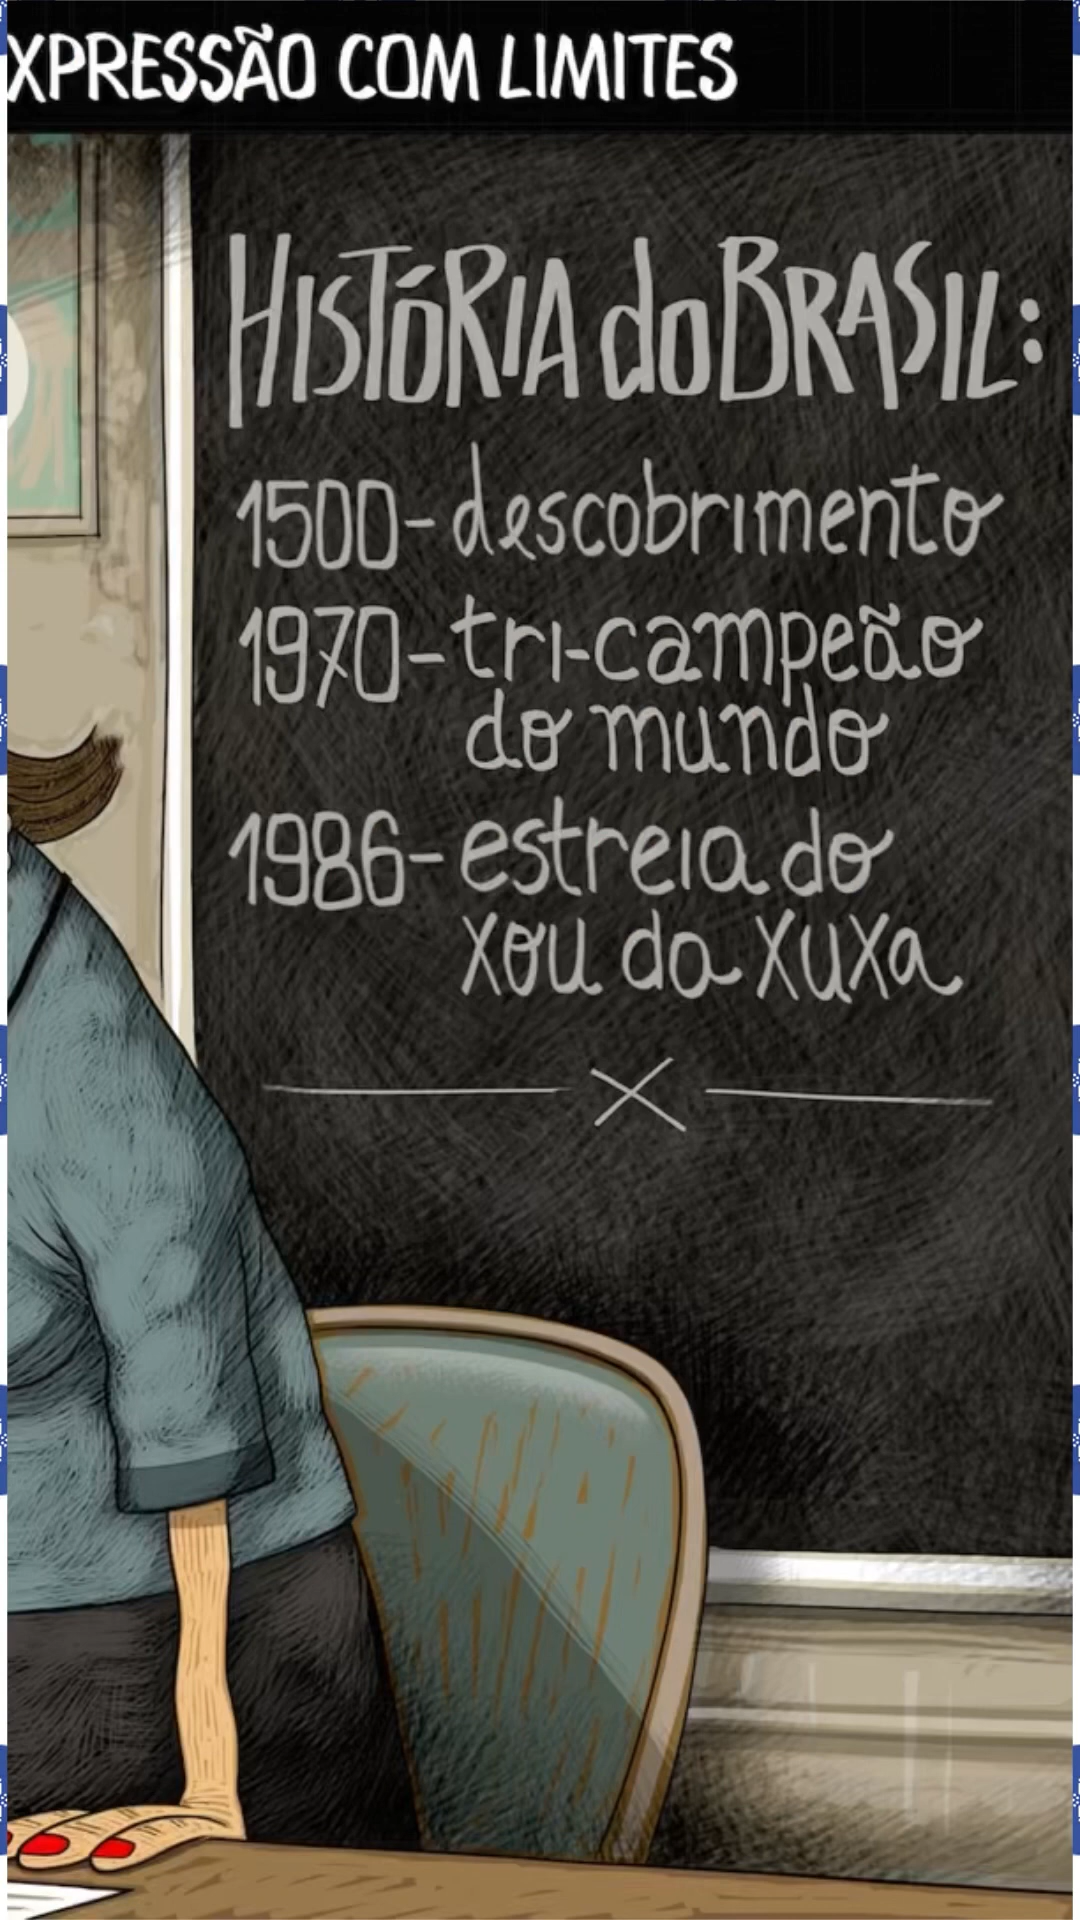 XPRESSÃO COM LIMITES
HISTÓRIA do BRASIL:
1500-descobrimento
1970-tri-campeão
do mundo
1986-estreia do
xou da xuxa